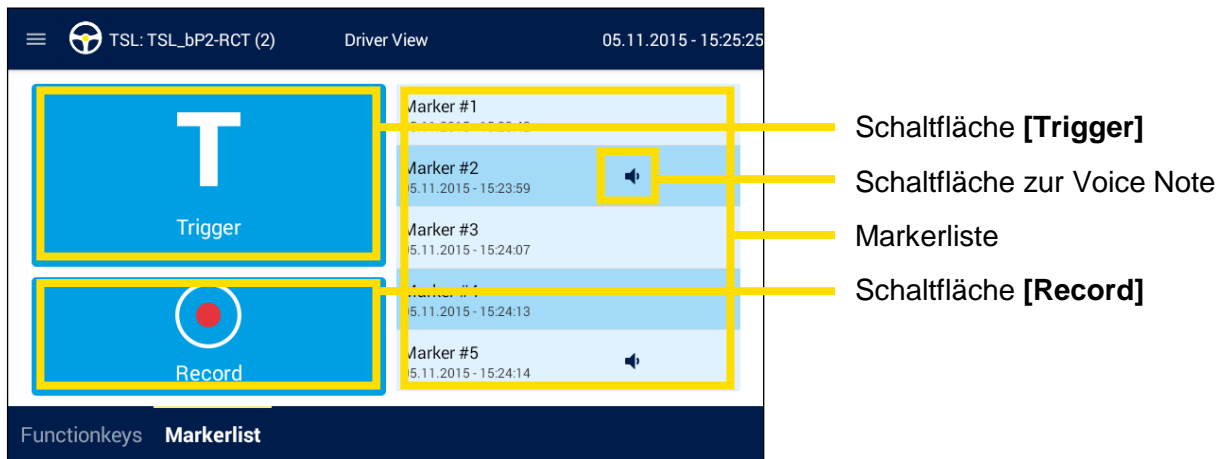 TSL: TSL_bP2-RCT (2) Driver View 05.11.2015 - 15:25:25
T
Trigger
Record
Marker #1
Marker #2
05.11.2015 - 15:23:59
Marker #3
05.11.2015 - 15:24:07
05.11.2015 - 15:24:13
Marker #5
05.11.2015 - 15:24:14
Schaltfläche [Trigger]
Schaltfläche zur Voice Note
Markerliste
Schaltfläche [Record]
Functionkeys Markerlist